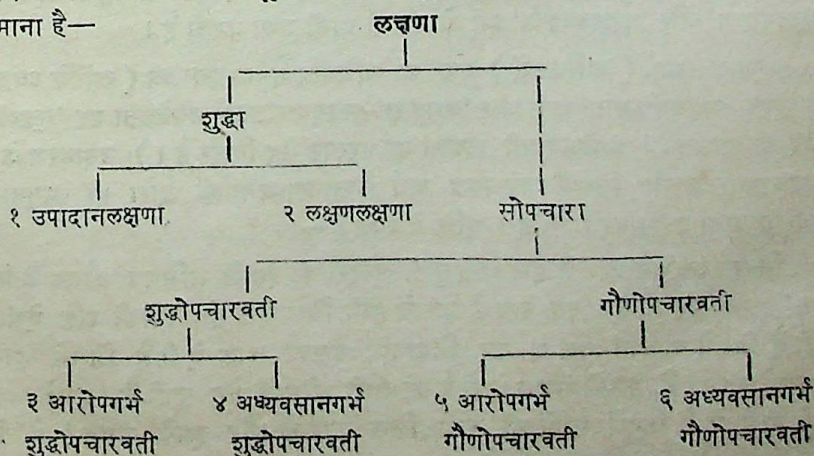 माना है—
लक्षणा
शुद्धा
१ उपादानलक्षणा २ लक्षणलक्षणा सोपचारा
शुद्धोपचारवती गौणोपचारवती
३ आरोपगर्भ ४ अध्यवसानगर्भ ५ आरोपगर्भ ६ अध्यवसानगर्भ
शुद्धोपचारवती शुद्धोपचारवती गौणोपचारवती गौणोपचारवती